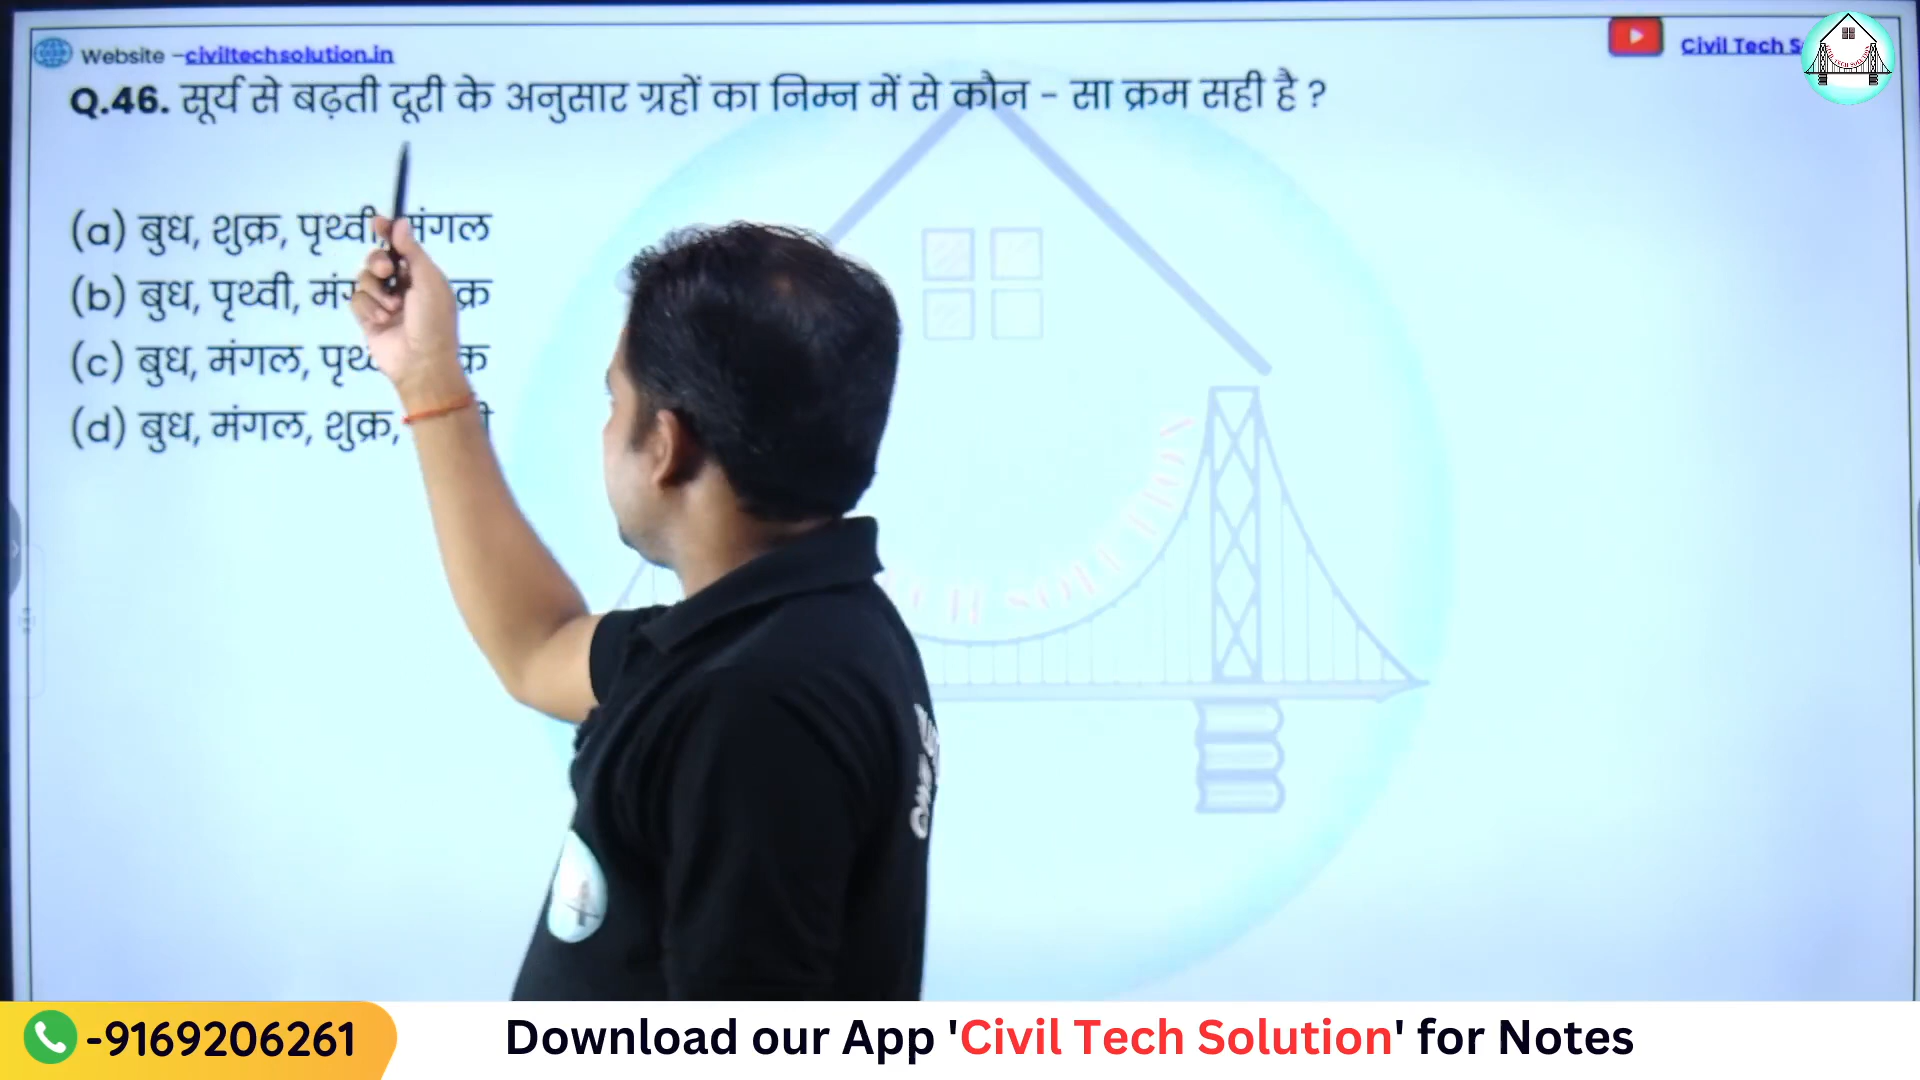 Website –civiltechsolution.in
Civil Tech S
Q.46. सूर्य से बढ़ती दूरी के अनुसार ग्रहों का निम्न में से कौन - सा क्रम सही है ?
(a) बुध, शुक्र, पृथ्वी, मंगल
(b) बुध, पृथ्वी,
(c) बुध, मंगल,
(d) बुध, मंगल, शुक्र,
-9169206261
Download our App 'Civil Tech Solution' for Notes